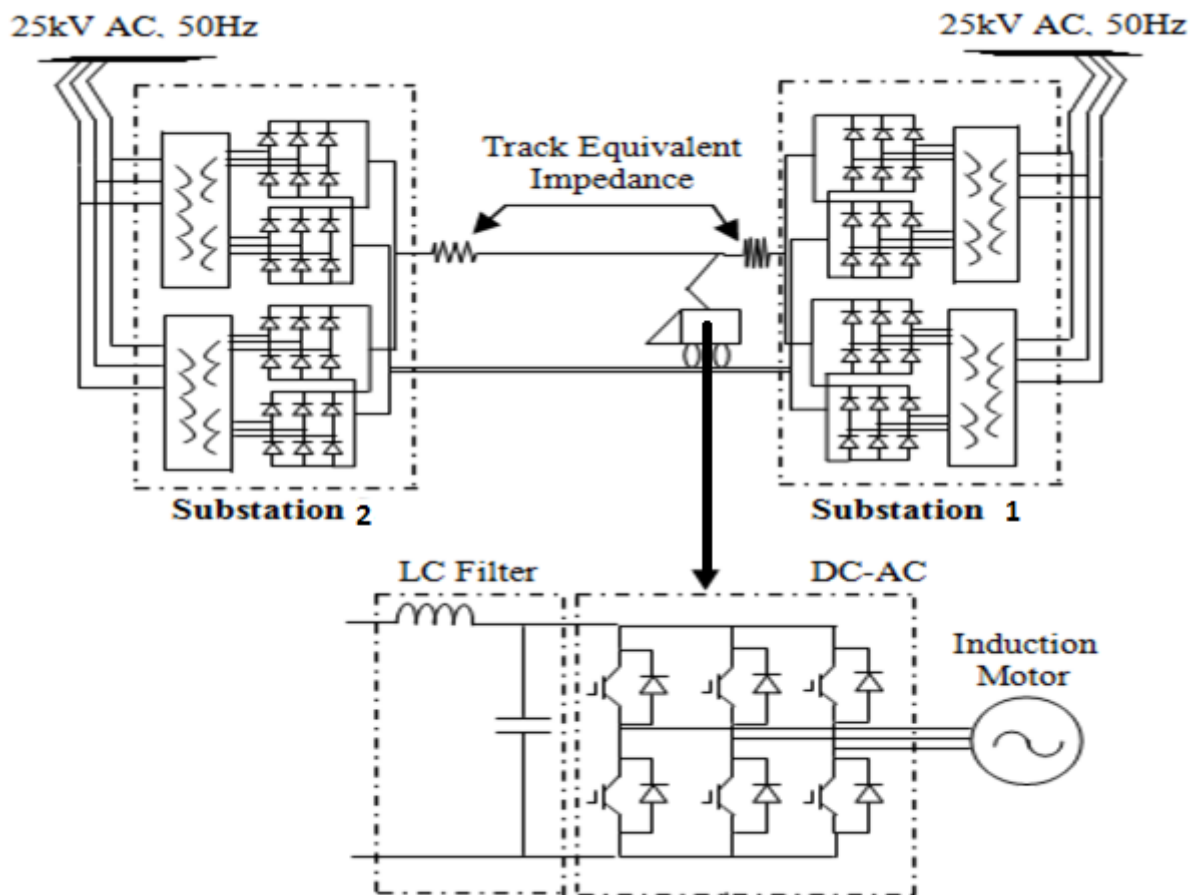 25kV AC, 50Hz
25kV AC, 50Hz
Track Equivalent
Impedance
Substation 2
Substation 1
LC Filter
DC-AC
Induction
Motor